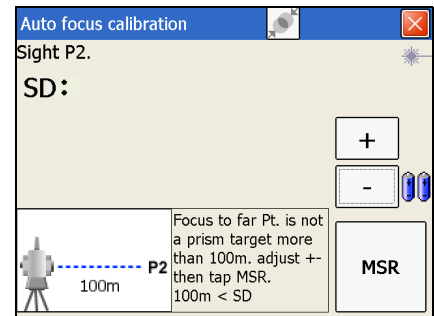 Auto focus calibration
Sight P2.
SD:
+
-
Focus to far Pt. is not
a prism target more
than 100m. adjust +-
then tap MSR.
100m < SD
P2
100m
MSR